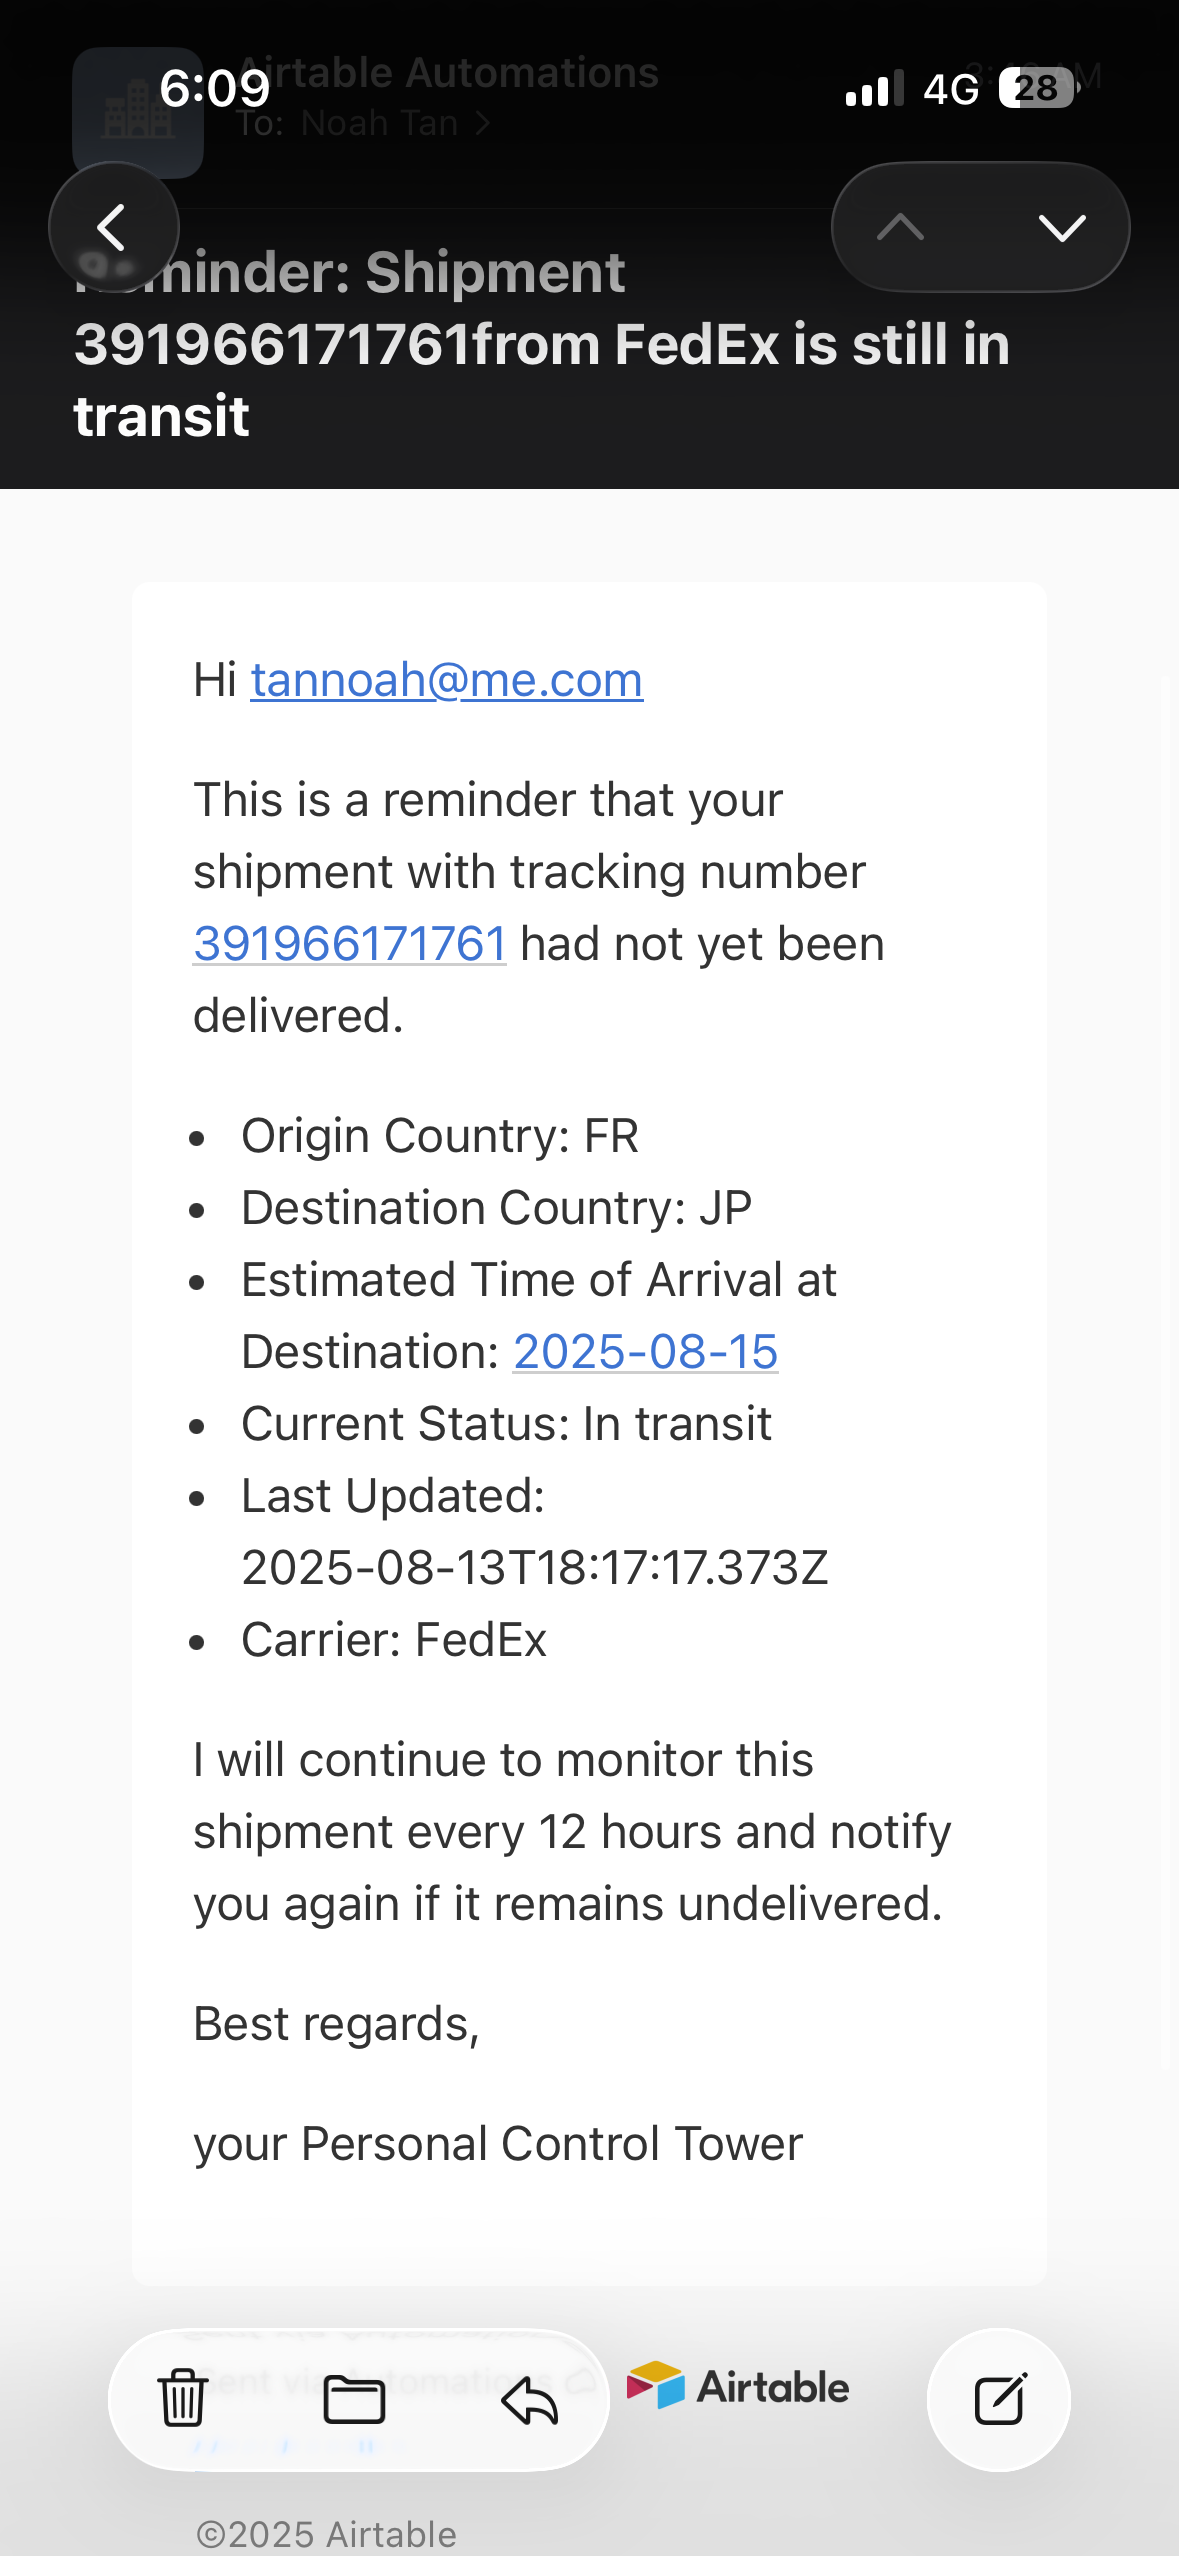 Airtable Automations
6:09
4G
28
To: Noah Tan >
Reminder: Shipment
391966171761from FedEx is still in
transit
Hi tannoah@me.com
This is a reminder that your
shipment with tracking number
391966171761 had not yet been
delivered.
• Origin Country: FR
• Destination Country: JP
• Estimated Time of Arrival at
Destination: 2025-08-15
• Current Status: In transit
• Last Updated:
2025-08-13T18:17:17.373Z
• Carrier: FedEx
I will continue to monitor this
shipment every 12 hours and notify
you again if it remains undelivered.
Best regards,
your Personal Control Tower
Sent via Automations
Airtable
©2025 Airtable